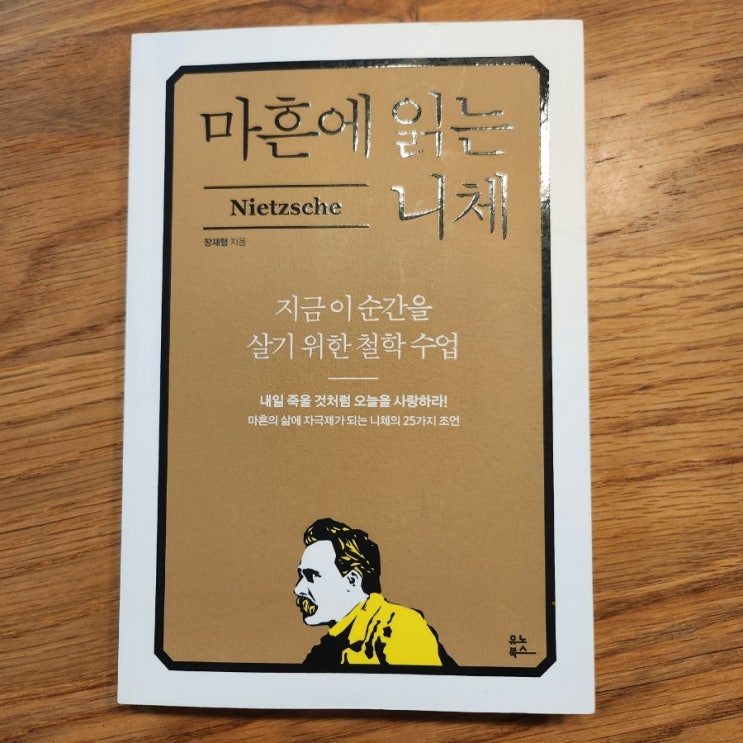 마흔에 읽는
니체
Nietzsche
장재형 지음
지금 이 순간을
살기 위한 철학 수업
내일 죽을 것처럼 오늘을 사랑하라!
마흔의 삶에 자극제가 되는 니체의 25가지 조언
유노
북스